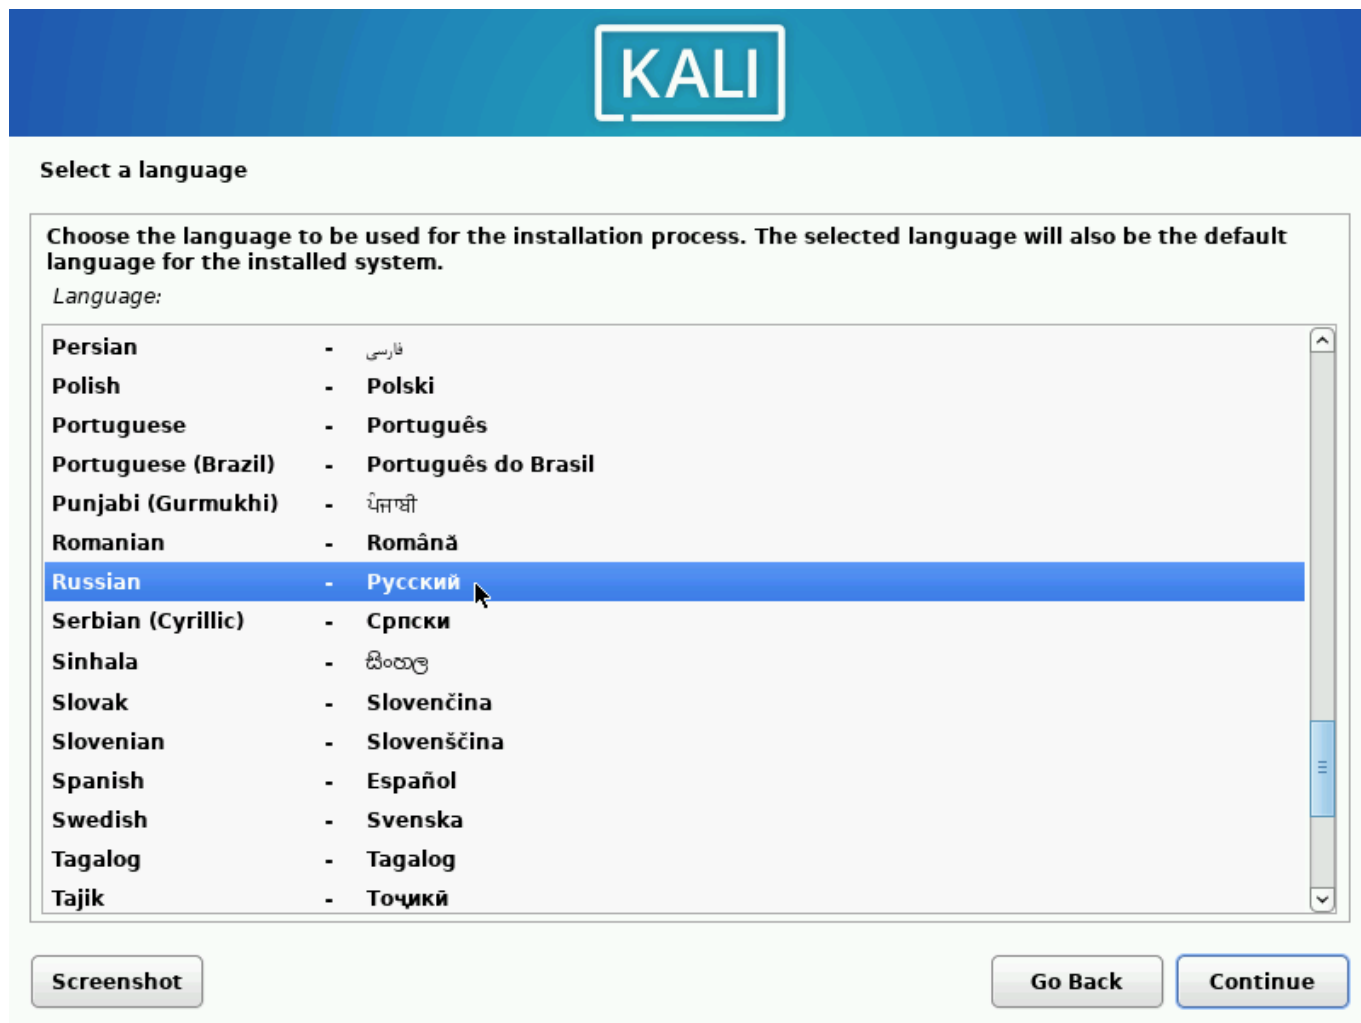 KALI
Select a language
Choose the language to be used for the installation process. The selected language will also be the default
language for the installed system.
Language:
Persian - فارسی
Polish - Polski
Portuguese - Português
Portuguese (Brazil) - Português do Brasil
Punjabi (Gurmukhi) - ਪੰਜਾਬੀ
Romanian - Română
Russian - Русский
Serbian (Cyrillic) - Српски
Sinhala - සිංහල
Slovak - Slovenčina
Slovenian - Slovenščina
Spanish - Español
Swedish - Svenska
Tagalog - Tagalog
Tajik - Тоҷикӣ
Screenshot Go Back Continue